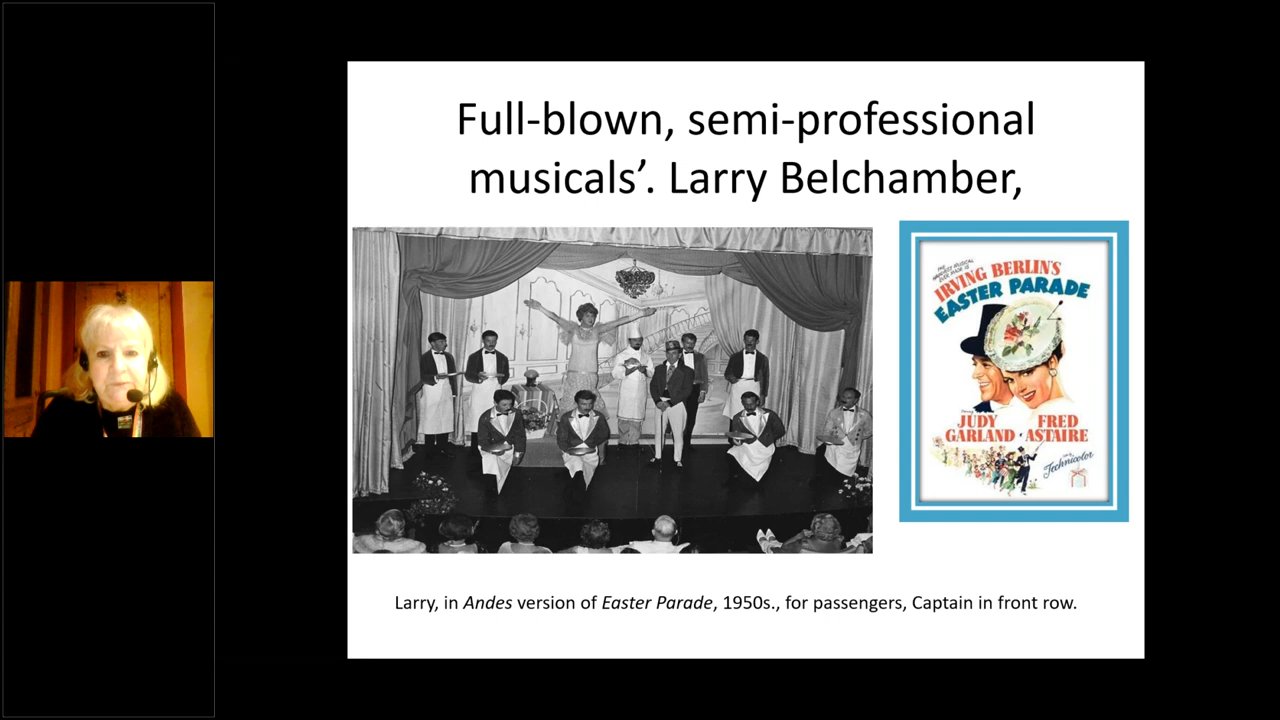 Full-blown, semi-professional
musicals’. Larry Belchamber,
IRVING BERLIN'S
EASTER PARADE
JUDY GARLAND · FRED ASTAIRE
Technicolor
Larry, in Andes version of Easter Parade, 1950s., for passengers, Captain in front row.